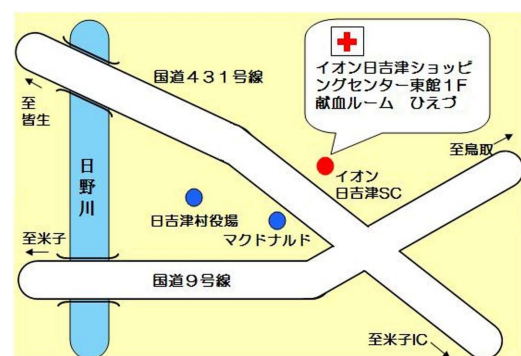 イオン日吉津ショッピ
ングセンター東館1F
献血ルーム ひえづ
国道431号線
至
皆生
至鳥取
日野川
イオン
日吉津SC
日吉津村役場
マクドナルド
至米子
国道9号線
至米子IC